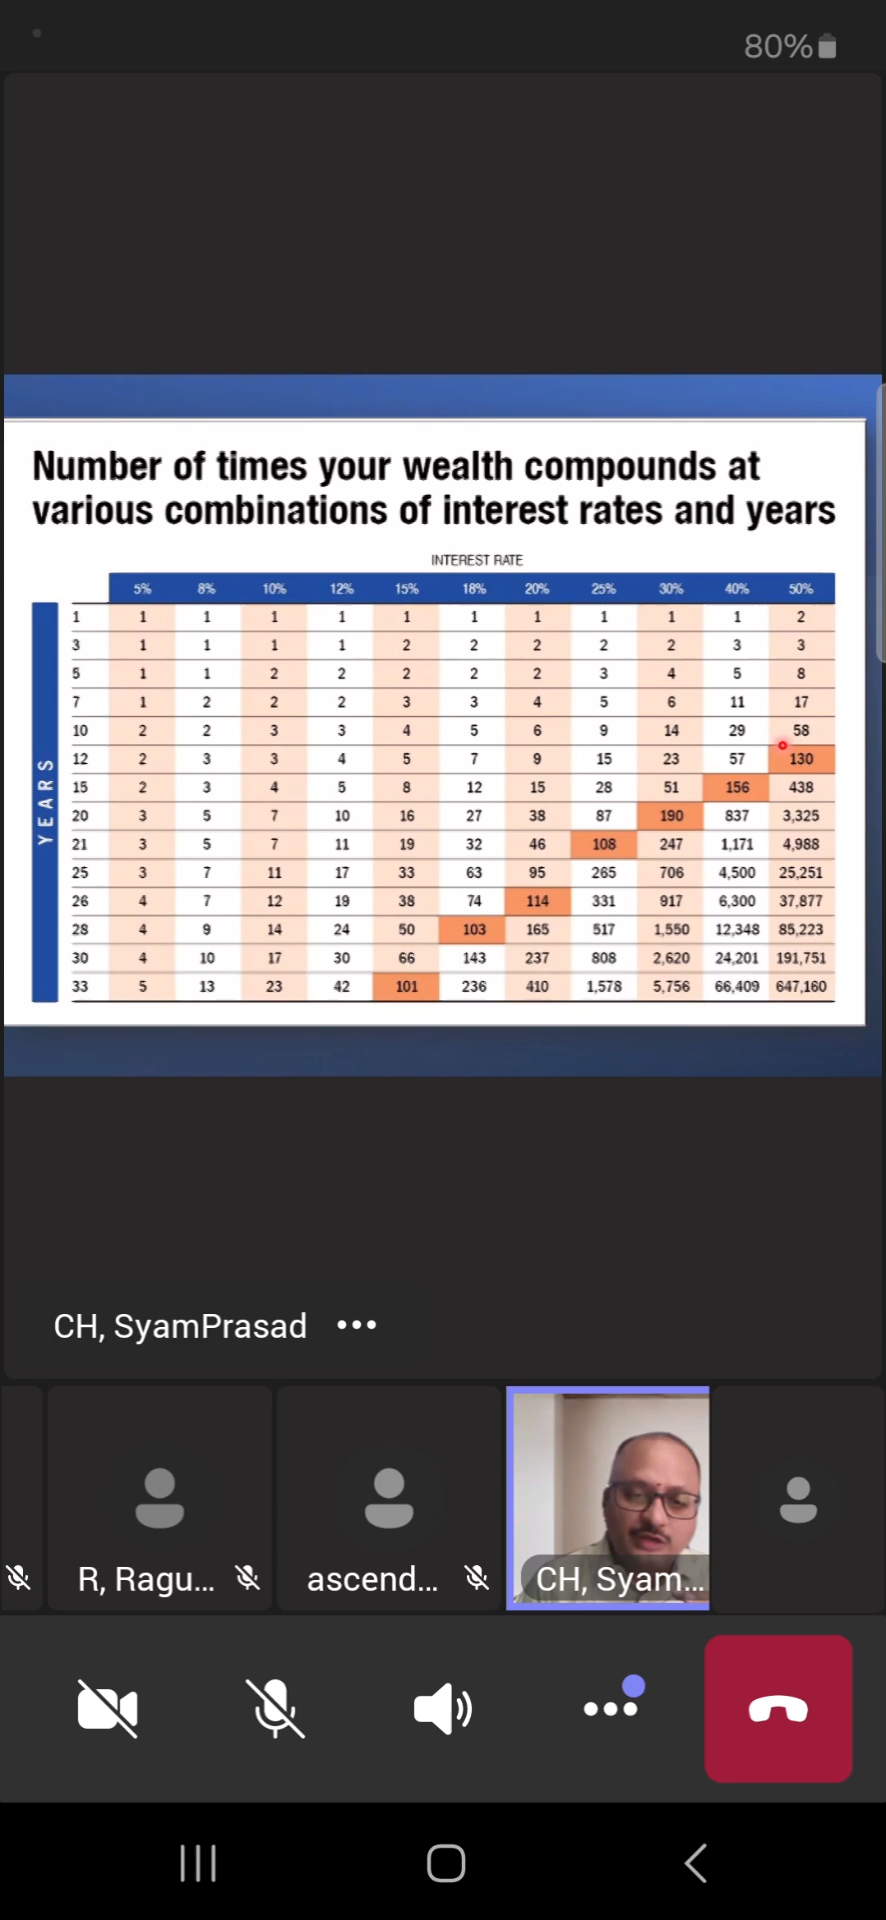 80%
Number of times your wealth compounds at
various combinations of interest rates and years
INTEREST RATE
5% 8% 10% 12% 15% 18% 20% 25% 30% 40% 50%
YEARS
1 1 1 1 1 1 1 1 1 1 1 2
3 1 1 1 1 2 2 2 2 2 3 3
5 1 1 2 2 2 2 2 3 4 5 8
7 1 2 2 2 3 3 4 5 6 11 17
10 2 2 3 3 4 5 6 9 14 29 58
12 2 3 3 4 5 7 9 15 23 57 130
15 2 3 4 5 8 12 15 28 51 156 438
20 3 5 7 10 16 27 38 87 190 837 3,325
21 3 5 7 11 19 32 46 108 247 1,171 4,988
25 3 7 11 17 33 63 95 265 706 4,500 25,251
26 4 7 12 19 38 74 114 331 917 6,300 37,877
28 4 9 14 24 50 103 165 517 1,550 12,348 85,223
30 4 10 17 30 66 143 237 808 2,620 24,201 191,751
33 5 13 23 42 101 236 410 1,578 5,756 66,409 647,160
CH, SyamPrasad
R, Ragu... ascend... CH, Syam...